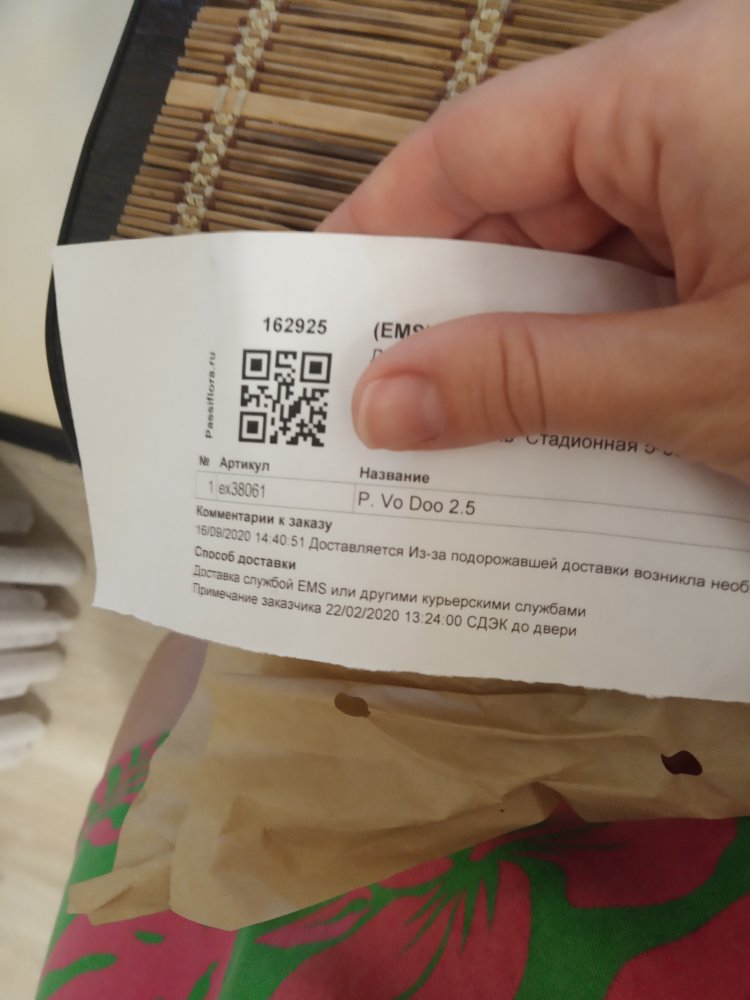 162925
(EMS)
Passiflora.ru
Стадионная
№ Артикул Название
1 ex38061 P. Vo Doo 2.5
Комментарии к заказу
16/09/2020 14:40:51 Доставляется Из-за подорожавшей доставки возникла необ
Способ доставки
Доставка службой EMS или другими курьерскими службами
Примечание заказчика 22/02/2020 13:24:00 СДЭК до двери